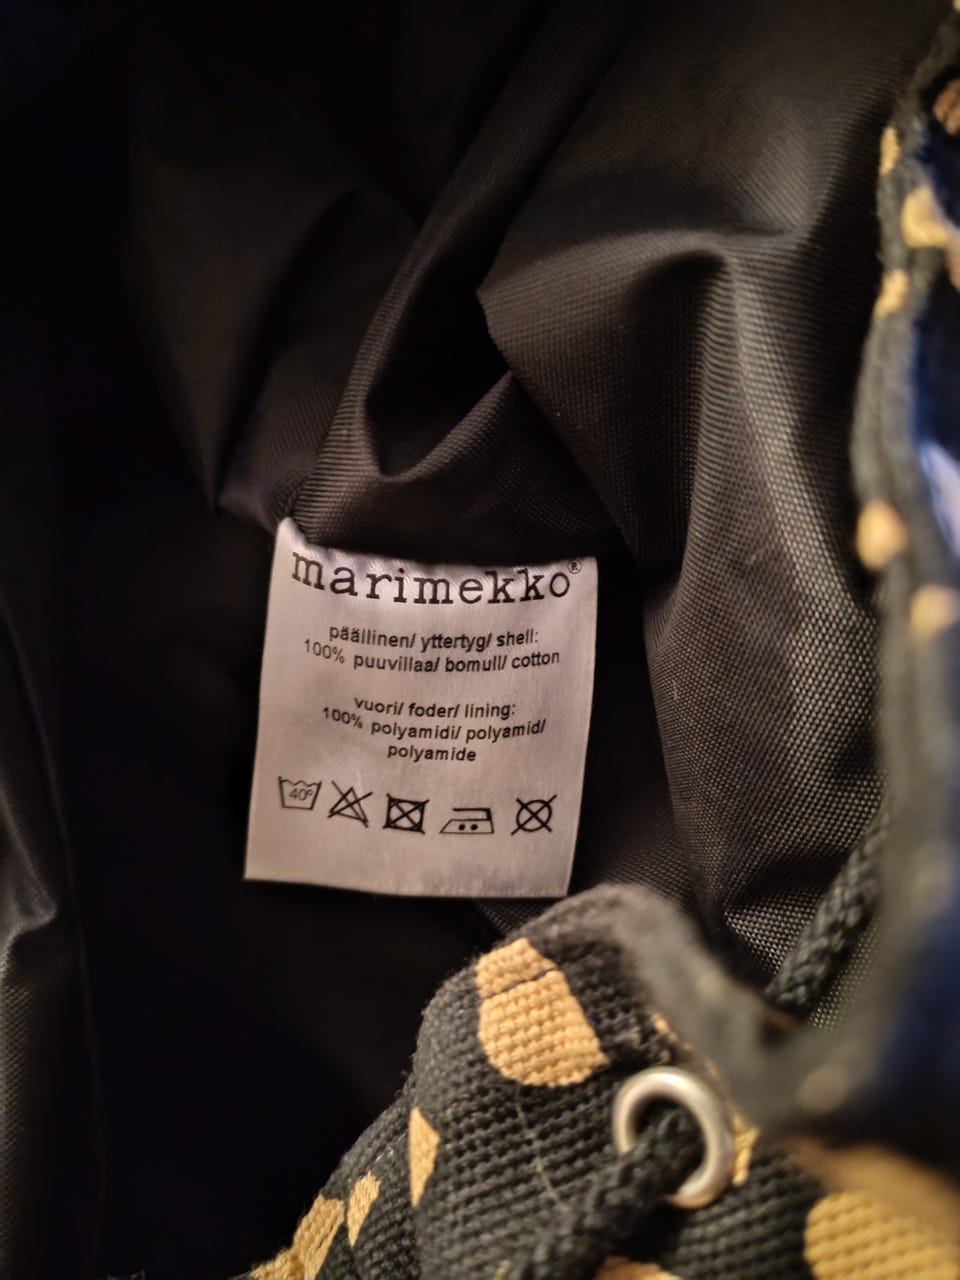 marimekko®
päällinen/ yttertyg/ shell:
100% puuvillaa/ bomull/ cotton
vuori/ foder/ lining:
100% polyamidi/ polyamid/
polyamide
40°